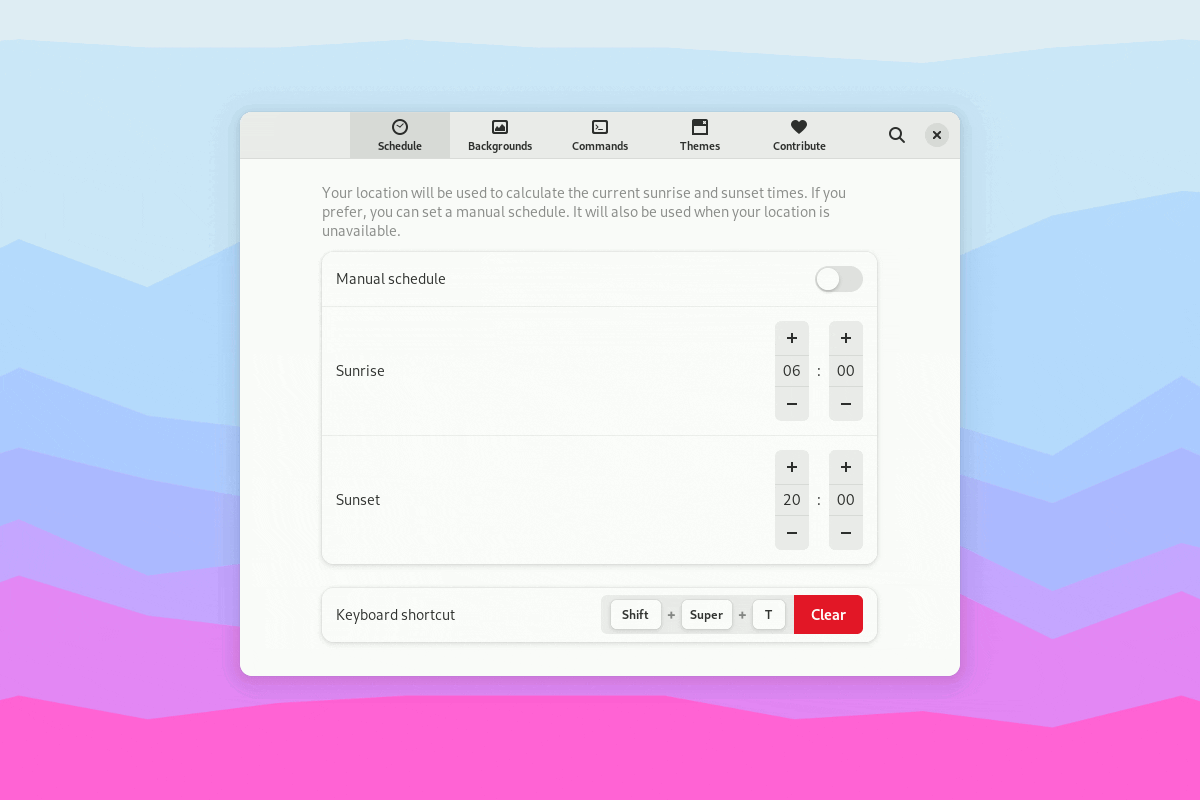 Schedule
Backgrounds
Commands
Themes
Contribute
Your location will be used to calculate the current sunrise and sunset times. If you
prefer, you can set a manual schedule. It will also be used when your location is
unavailable.
Manual schedule
+ +
Sunrise 06 : 00
− −
+ +
Sunset 20 : 00
− −
Keyboard shortcut Shift + Super + T Clear